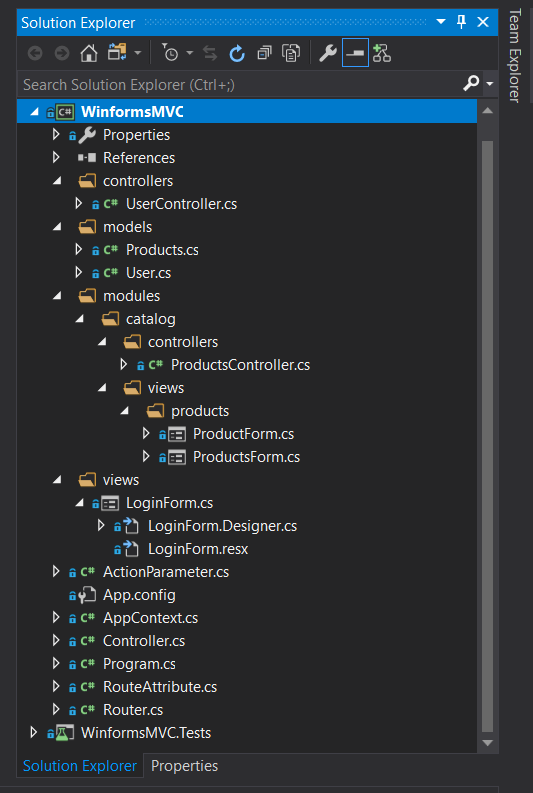 Solution Explorer
Team Explorer
Search Solution Explorer (Ctrl+;)
C# WinformsMVC
Properties
References
controllers
C# UserController.cs
models
C# Products.cs
C# User.cs
modules
catalog
controllers
C# ProductsController.cs
views
products
ProductForm.cs
ProductsForm.cs
views
LoginForm.cs
LoginForm.Designer.cs
LoginForm.resx
C# ActionParameter.cs
App.config
C# AppContext.cs
C# Controller.cs
C# Program.cs
C# RouteAttribute.cs
C# Router.cs
WinformsMVC.Tests
Solution Explorer Properties